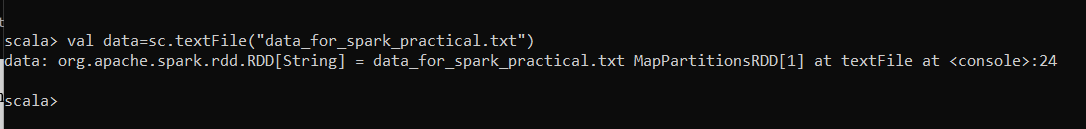 scala> val data=sc.textFile("data_for_spark_practical.txt")
data: org.apache.spark.rdd.RDD[String] = data_for_spark_practical.txt MapPartitionsRDD[1] at textFile at <console>:24
scala>